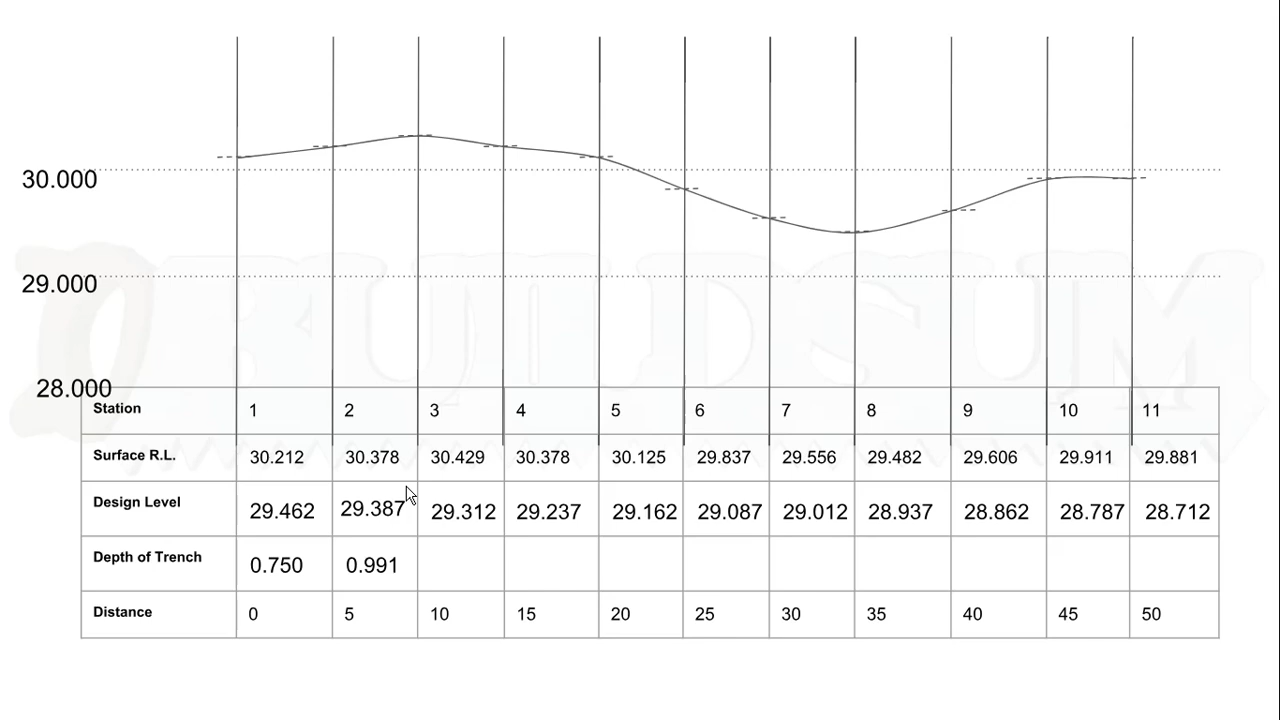 30.000
29.000
28.000
Station 1 2 3 4 5 6 7 8 9 10 11
Surface R.L. 30.212 30.378 30.429 30.378 30.125 29.837 29.556 29.482 29.606 29.911 29.881
Design Level 29.462 29.387 29.312 29.237 29.162 29.087 29.012 28.937 28.862 28.787 28.712
Depth of Trench 0.750 0.991
Distance 0 5 10 15 20 25 30 35 40 45 50